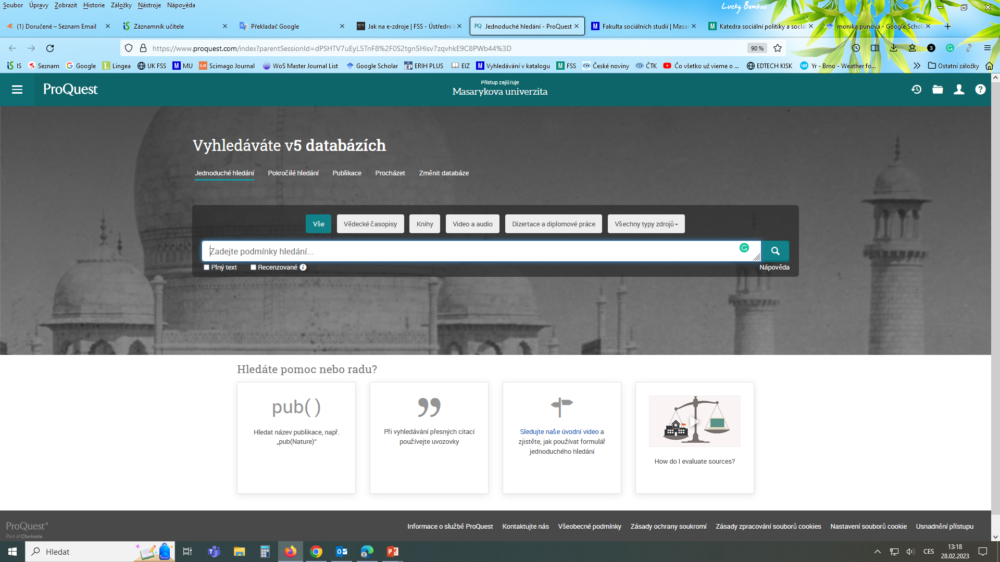 Soubor Úpravy Zobrazit Historie Záložky Nástroje Nápověda
Lucky Bamboo
(1) Doručené – Seznam Email
Záznamník učitele
Překladač Google
Jak na e-zdroje | FSS - Ústřední k
Jednoduché hledání - ProQuest
Fakulta sociálních studií | Masar
Katedra sociální politiky a sociál
monika punová - Google Schola
https://www.proquest.com/index?parentSessionId=dPSHTV7uEyL5TnF8%2F0S2tgn5Hisv7zqvhkE9C8PWb44%3D
90 %
3
IS Seznam Google Lingea UK FSS MU Scimago Journal WoS Master Journal List Google Scholar ERIH PLUS EIZ Vyhledávání v katalogu FSS České noviny ČTK Čo všetko už vieme o ... EDTECH KISK Yr - Brno - Weather fo... Ostatní záložky
ProQuest
Přístup zajišťuje
Masarykova univerzita
Vyhledáváte v5 databázích
Jednoduché hledání Pokročilé hledání Publikace Procházet Změnit databáze
Vše Vědecké časopisy Knihy Video a audio Dizertace a diplomové práce Všechny typy zdrojů
Zadejte podmínky hledání...
Plný text Recenzované Nápověda
Hledáte pomoc nebo radu?
pub( )
Hledat název publikace, např.
„pub(Nature)“
Při vyhledávání přesných citací
používejte uvozovky
Sledujte naše úvodní video a
zjistěte, jak používat formulář
jednoduchého hledání
How do I evaluate sources?
ProQuest
Part of Clarivate
Informace o službě ProQuest Kontaktujte nás Všeobecné podmínky Zásady ochrany soukromí Zásady zpracování souborů cookies Nastavení souborů cookie Usnadnění přístupu
Hledat
CES
13:18
28.02.2023